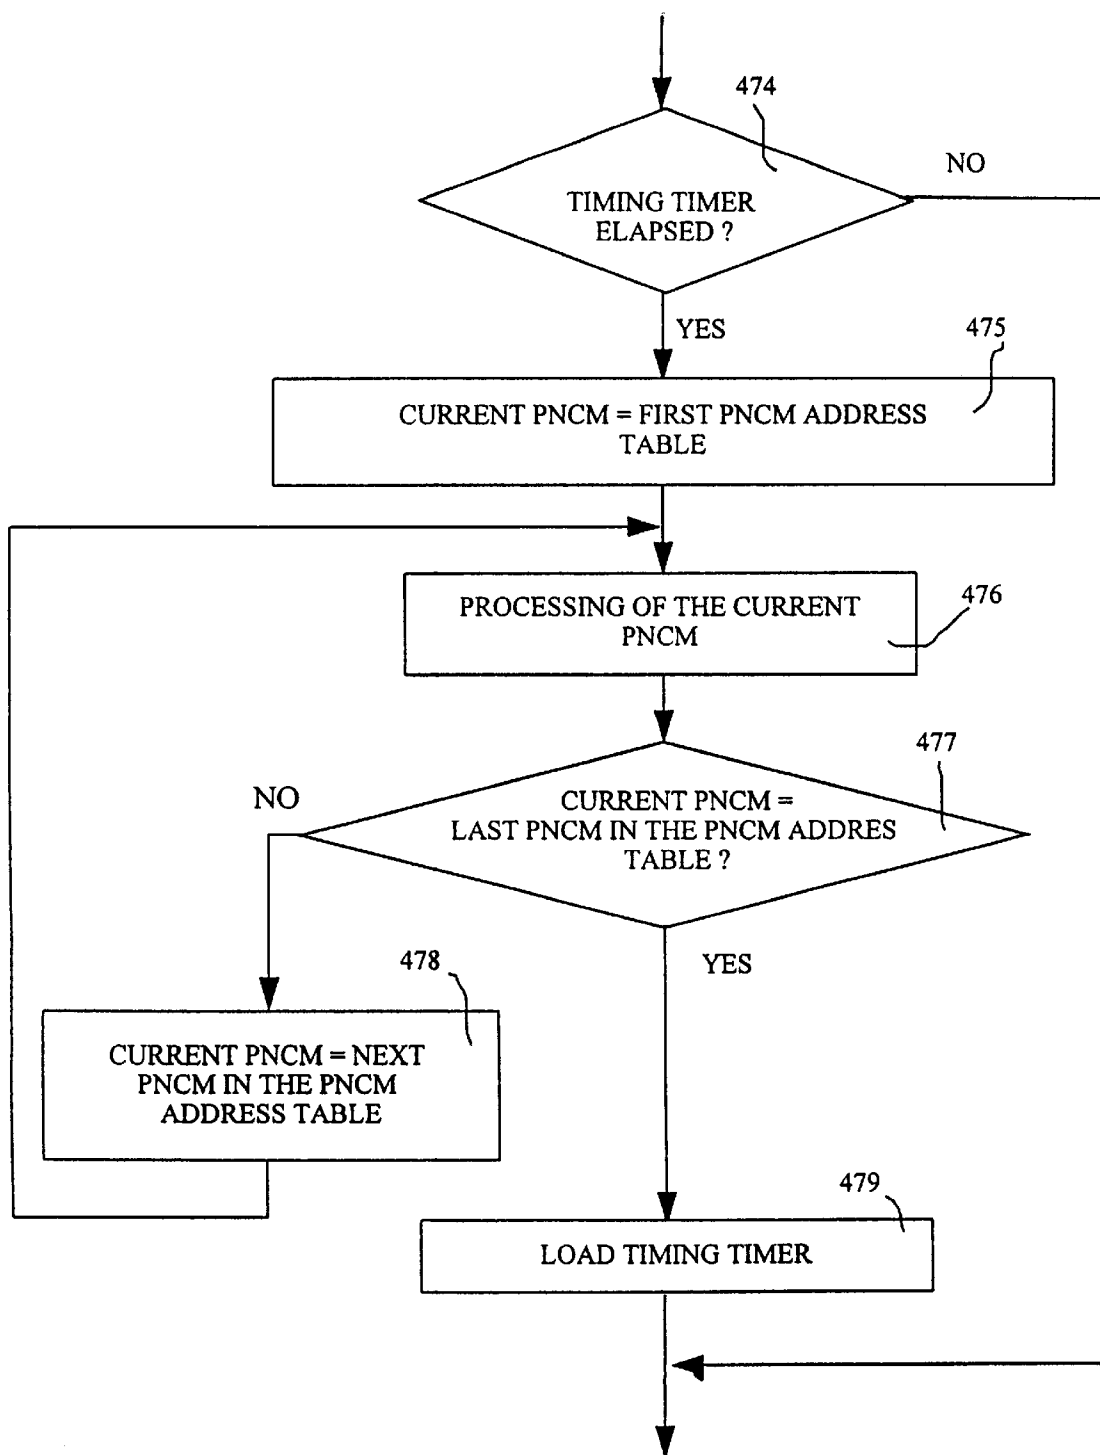 474
NO
TIMING TIMER
ELAPSED ?
YES
475
CURRENT PNCM = FIRST PNCM ADDRESS
TABLE
476
PROCESSING OF THE CURRENT
PNCM
477
NO
CURRENT PNCM =
LAST PNCM IN THE PNCM ADDRES
TABLE ?
YES
478
CURRENT PNCM = NEXT
PNCM IN THE PNCM
ADDRESS TABLE
479
LOAD TIMING TIMER